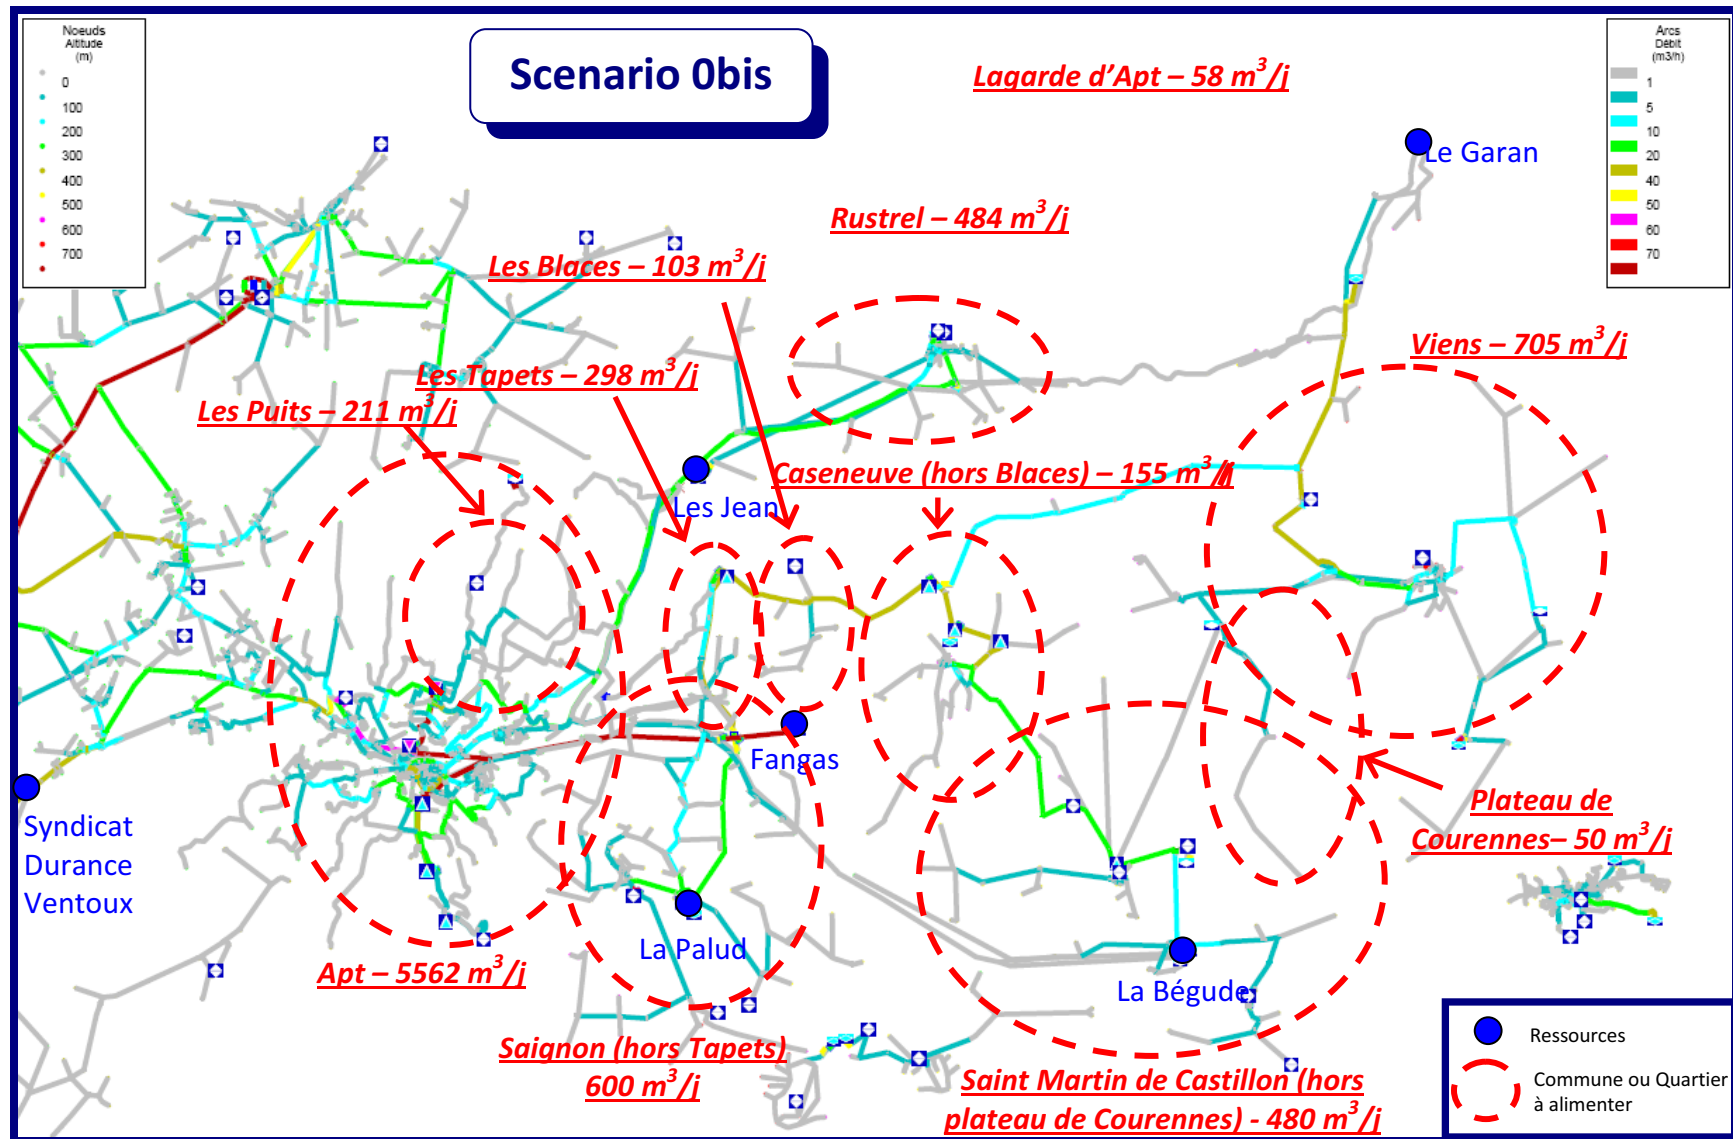 Noeuds
Altitude
(m)
0
100
200
300
400
500
600
700
Scenario 0bis
Arcs
Débit
(m3/h)
1
5
10
20
40
50
60
70
Lagarde d'Apt – 58 m³/j
Le Garan
Rustrel – 484 m³/j
Les Blaces – 103 m³/j
Viens – 705 m³/j
Les Tapets – 298 m³/j
Les Puits – 211 m³/j
Caseneuve (hors Blaces) – 155 m³/j
Les Jean
Fangas
Syndicat
Durance
Ventoux
Plateau de
Courennes– 50 m³/j
La Palud
Apt – 5562 m³/j
La Bégude
Saignon (hors Tapets)
600 m³/j
Saint Martin de Castillon (hors
plateau de Courennes) - 480 m³/j
Ressources
Commune ou Quartier
à alimenter